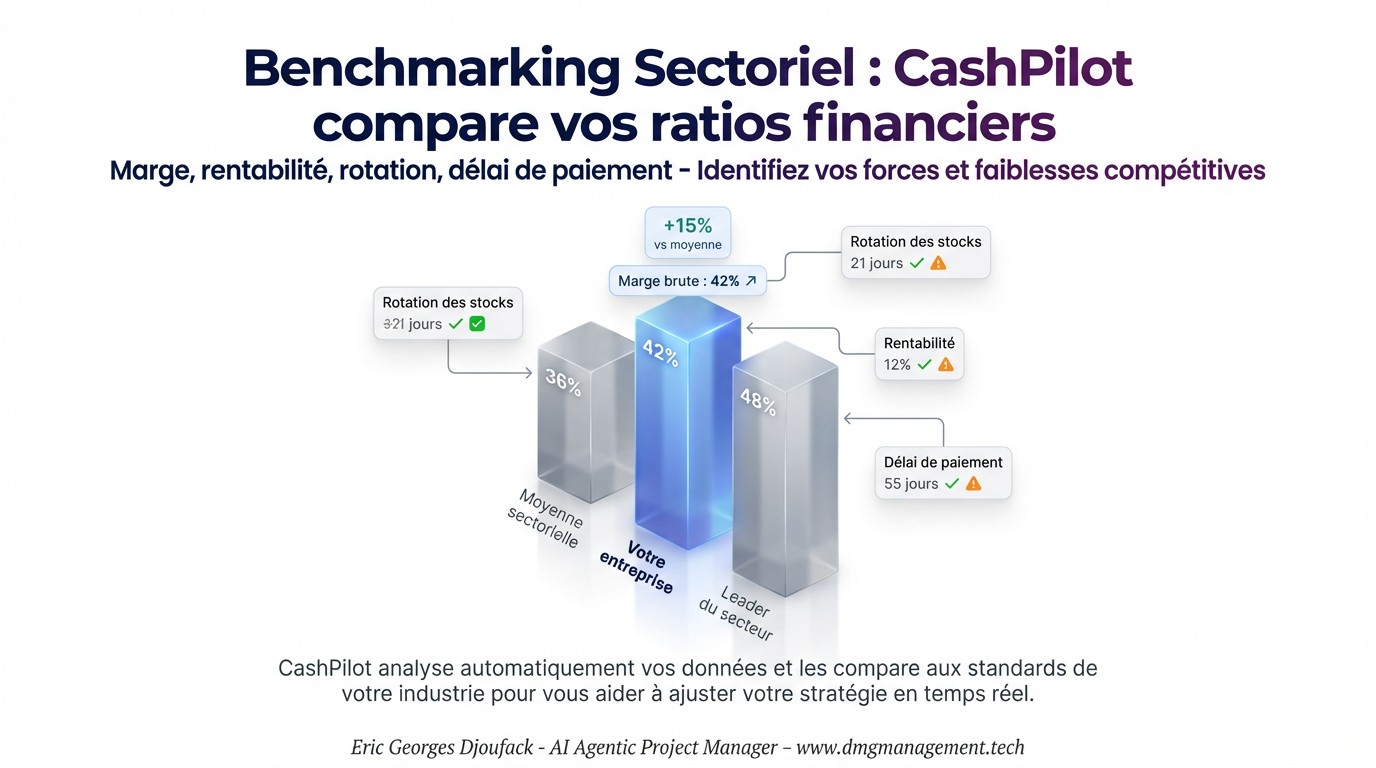 Benchmarking Sectoriel : CashPilot
compare vos ratios financiers
Marge, rentabilité, rotation, délai de paiement - Identifiez vos forces et faiblesses compétitives
+15%
vs moyenne
Marge brute : 42% ↗
Rotation des stocks
21 jours
Rotation des stocks
jours
Rentabilité
12%
Délai de paiement
55 jours
36%
42%
48%
Moyenne
sectorielle
Votre
entreprise
Leader
du secteur
CashPilot analyse automatiquement vos données et les compare aux standards de
votre industrie pour vous aider à ajuster votre stratégie en temps réel.
Eric Georges Djoufack - AI Agentic Project Manager – www.dmgmanagement.tech